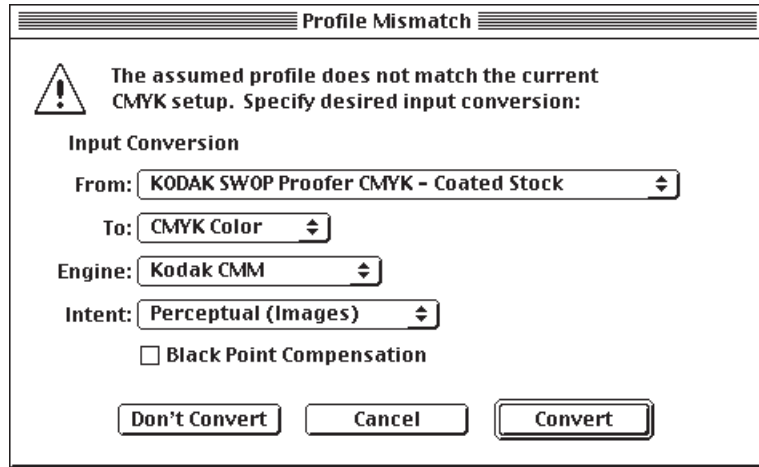 Profile Mismatch
The assumed profile does not match the current
CMYK setup. Specify desired input conversion:
Input Conversion
From: KODAK SWOP Proofer CMYK - Coated Stock
To: CMYK Color
Engine: Kodak CMM
Intent: Perceptual (Images)
Black Point Compensation
Don't Convert Cancel Convert